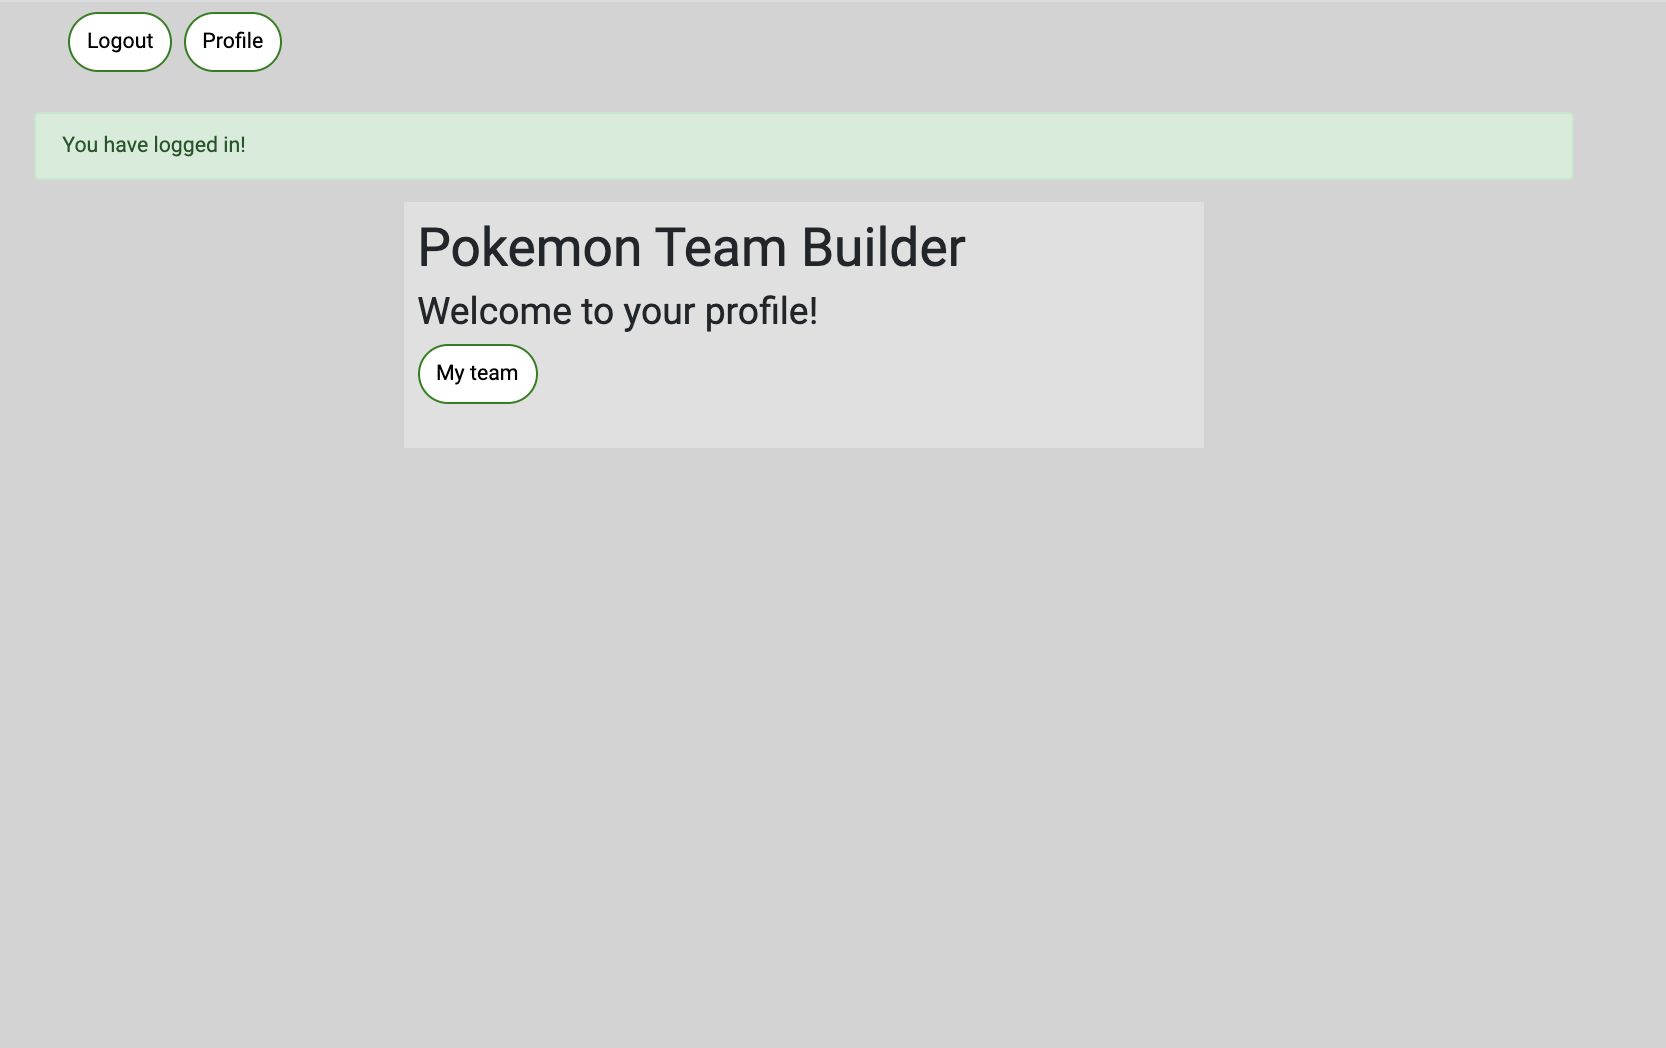 Logout Profile
You have logged in!
Pokemon Team Builder
Welcome to your profile!
My team